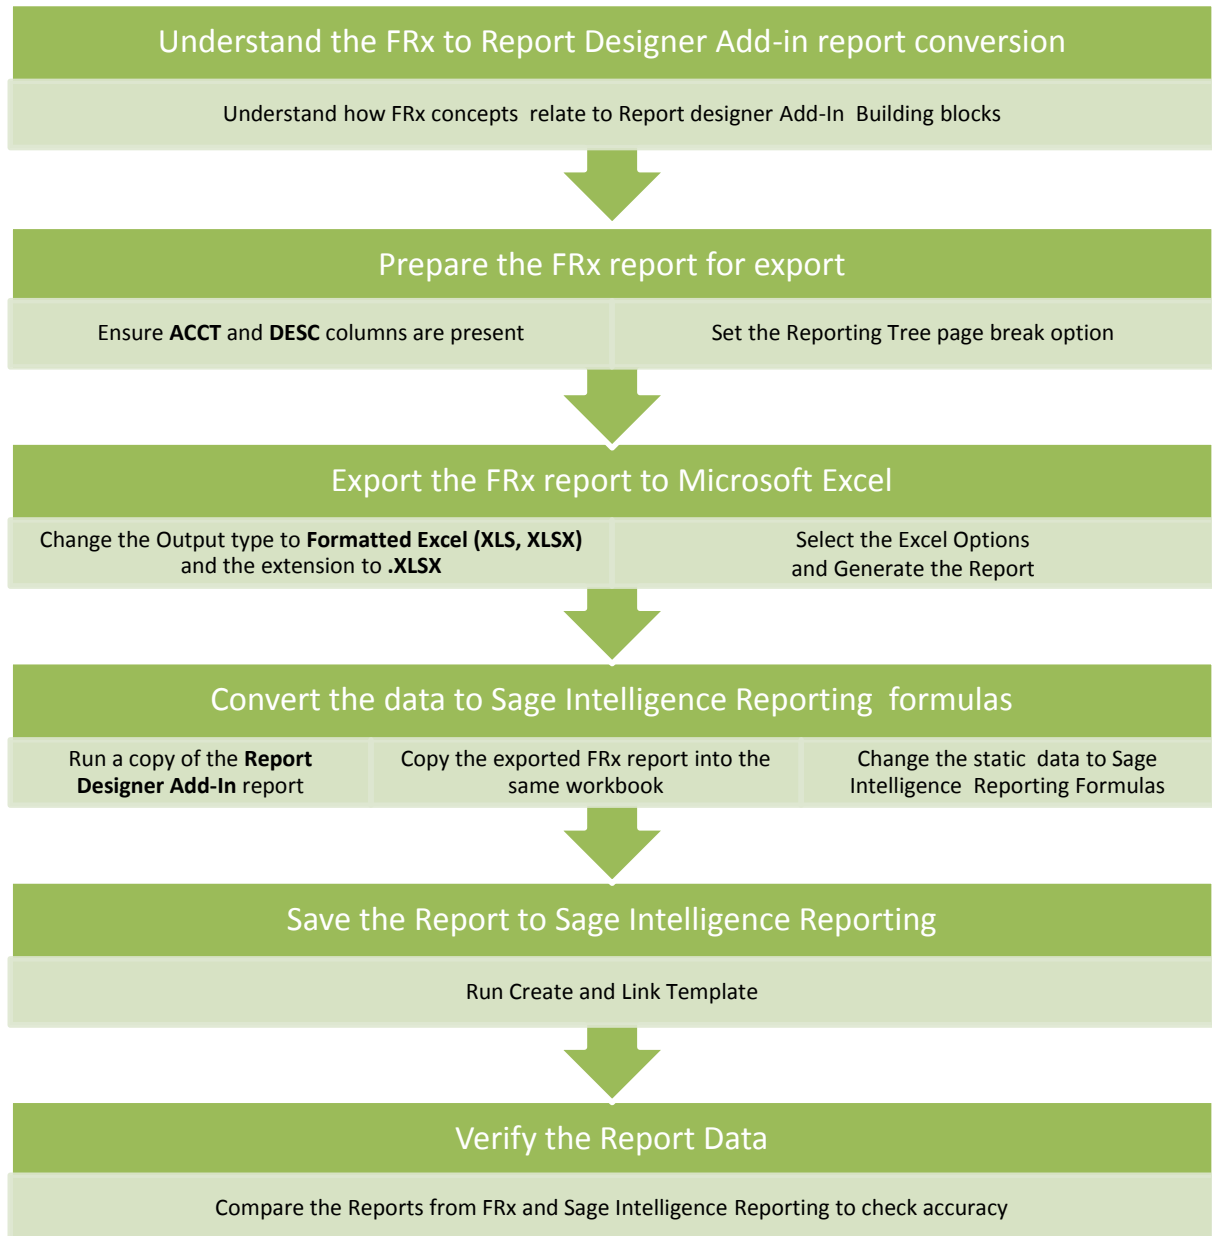 Understand the FRx to Report Designer Add-in report conversion
Understand how FRx concepts relate to Report designer Add-In Building blocks
Prepare the FRx report for export
Ensure ACCT and DESC columns are present
Set the Reporting Tree page break option
Export the FRx report to Microsoft Excel
Change the Output type to Formatted Excel (XLS, XLSX)
and the extension to .XLSX
Select the Excel Options
and Generate the Report
Convert the data to Sage Intelligence Reporting formulas
Run a copy of the Report
Designer Add-In report
Copy the exported FRx report into the
same workbook
Change the static data to Sage
Intelligence Reporting Formulas
Save the Report to Sage Intelligence Reporting
Run Create and Link Template
Verify the Report Data
Compare the Reports from FRx and Sage Intelligence Reporting to check accuracy